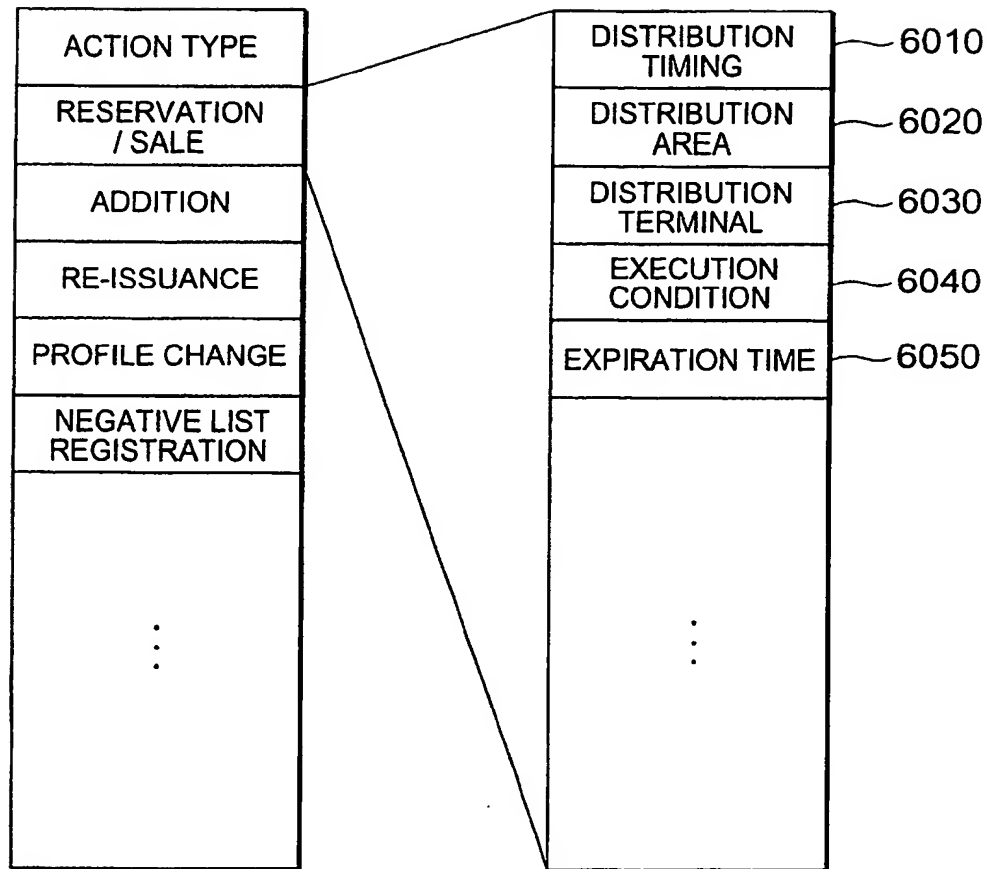 ACTION TYPE
RESERVATION
/ SALE
ADDITION
RE-ISSUANCE
PROFILE CHANGE
NEGATIVE LIST
REGISTRATION
DISTRIBUTION
TIMING
6010
DISTRIBUTION
AREA
6020
DISTRIBUTION
TERMINAL
6030
EXECUTION
CONDITION
6040
EXPIRATION TIME
6050